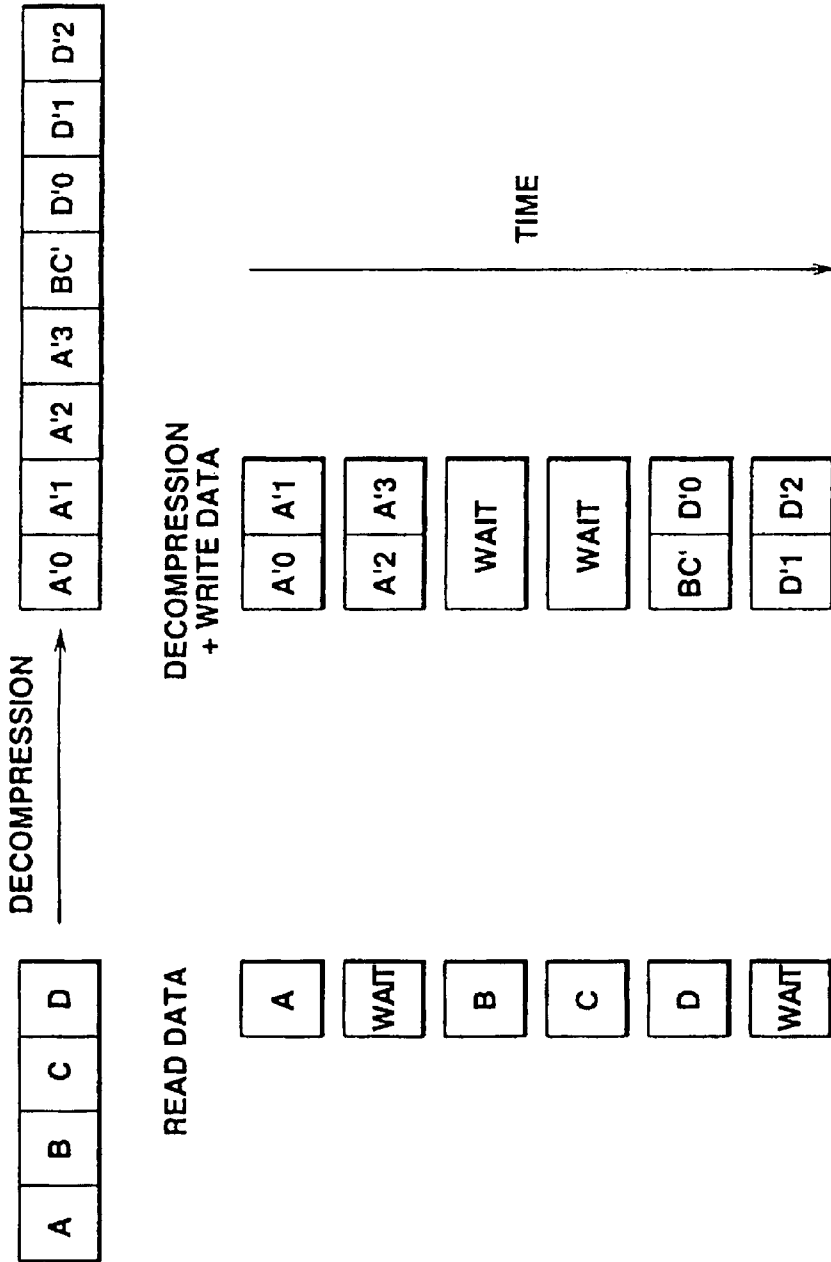 DECOMPRESSION
A B C D
A'0 A'1 A'2 A'3 BC' D'0 D'1 D'2
READ DATA
DECOMPRESSION
+ WRITE DATA
A
A'0 A'1
WAIT
A'2 A'3
B
WAIT
C
WAIT
D
BC' D'0
WAIT
D'1 D'2
TIME